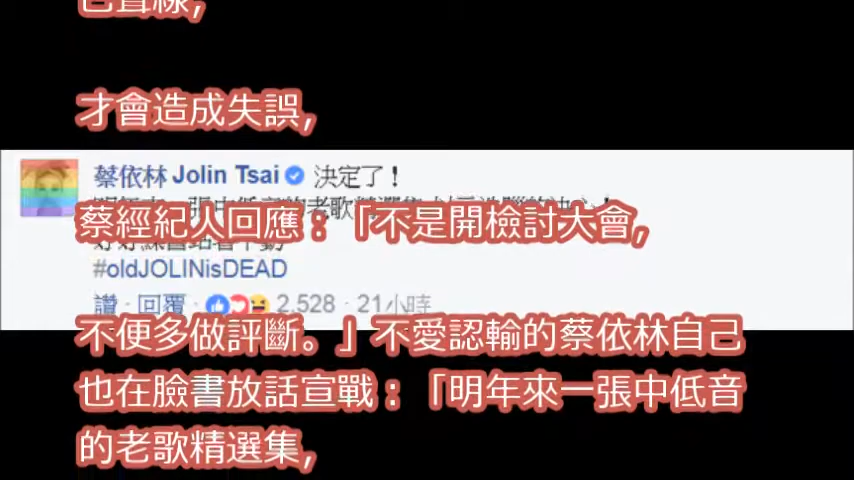 才會造成失誤,
蔡依林 Jolin Tsai 決定了!
蔡經紀人回應:「不是開檢討大會,
#oldJOLINisDEAD
讚 · 回覆 · 2,528 · 21小時
不便多做評斷。」不愛認輸的蔡依林自己
也在臉書放話宣戰:「明年來一張中低音
的老歌精選集,